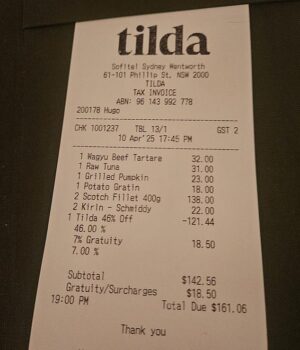 tilda
Sofitel Sydney Wentworth
61-101 Phillip St. NSW 2000
TILDA
TAX INVOICE
ABN: 96 143 992 778
200178 Hugo
CHK 1001237 TBL 13/1 GST 2
10 Apr'25 17:45 PM
1 Wagyu Beef Tartare 32.00
1 Raw Tuna 31.00
1 Grilled Pumpkin 23.00
1 Potato Gratin 18.00
2 Scotch Fillet 400g 138.00
2 Kirin - Schmiddy 22.00
1 Tilda 46% Off -121.44
46.00 %
7% Gratuity 18.50
7.00 %
Subtotal $142.56
Gratuity/Surcharges $18.50
19:00 PM Total Due $161.06
Thank you